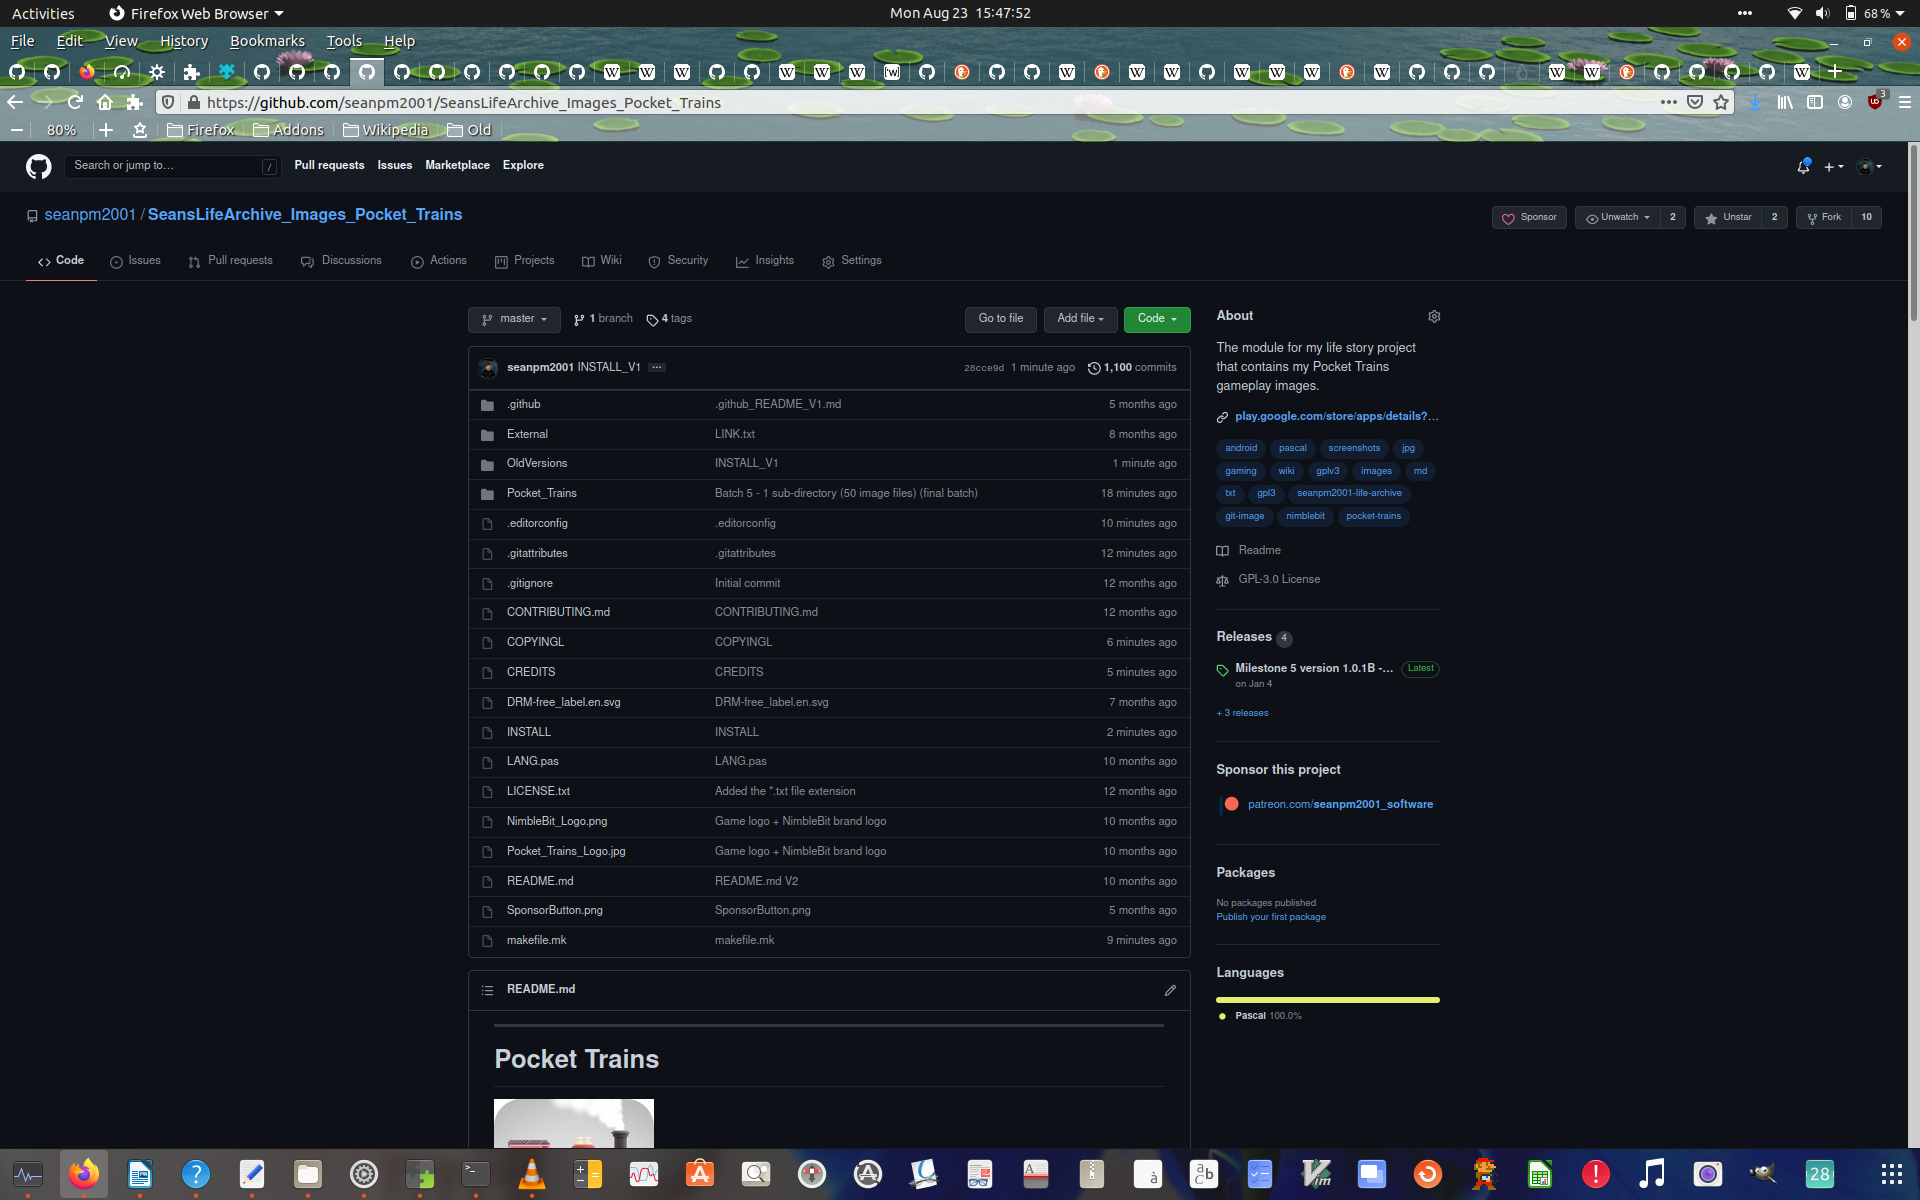 Activities
Firefox Web Browser
Mon Aug 23 15:47:52
68 %
File Edit View History Bookmarks Tools Help
https://github.com/seanpm2001/SeansLifeArchive_Images_Pocket_Trains
3
80%
Firefox
Addons
Wikipedia
Old
Search or jump to…
/
Pull requests
Issues
Marketplace
Explore
seanpm2001 / SeansLifeArchive_Images_Pocket_Trains
Sponsor
Unwatch
2
Unstar
2
Fork
10
Code
Issues
Pull requests
Discussions
Actions
Projects
Wiki
Security
Insights
Settings
master
1 branch
4 tags
Go to file
Add file
Code
seanpm2001 INSTALL_V1
28cce9d 1 minute ago
1,100 commits
.github .github_README_V1.md 5 months ago
External LINK.txt 8 months ago
OldVersions INSTALL_V1 1 minute ago
Pocket_Trains Batch 5 - 1 sub-directory (50 image files) (final batch) 18 minutes ago
.editorconfig .editorconfig 10 minutes ago
.gitattributes .gitattributes 12 minutes ago
.gitignore Initial commit 12 months ago
CONTRIBUTING.md CONTRIBUTING.md 12 months ago
COPYINGL COPYINGL 6 minutes ago
CREDITS CREDITS 5 minutes ago
DRM-free_label.en.svg DRM-free_label.en.svg 7 months ago
INSTALL INSTALL 2 minutes ago
LANG.pas LANG.pas 10 months ago
LICENSE.txt Added the *.txt file extension 12 months ago
NimbleBit_Logo.png Game logo + NimbleBit brand logo 10 months ago
Pocket_Trains_Logo.jpg Game logo + NimbleBit brand logo 10 months ago
README.md README.md V2 10 months ago
SponsorButton.png SponsorButton.png 5 months ago
makefile.mk makefile.mk 9 minutes ago
README.md
Pocket Trains
About
The module for my life story project
that contains my Pocket Trains
gameplay images.
play.google.com/store/apps/details?…
android pascal screenshots jpg
gaming wiki gplv3 images md
txt gpl3 seanpm2001-life-archive
git-image nimblebit pocket-trains
Readme
GPL-3.0 License
Releases 4
Milestone 5 version 1.0.1B -… Latest
on Jan 4
+ 3 releases
Sponsor this project
patreon.com/seanpm2001_software
Packages
No packages published
Publish your first package
Languages
Pascal 100.0%
28